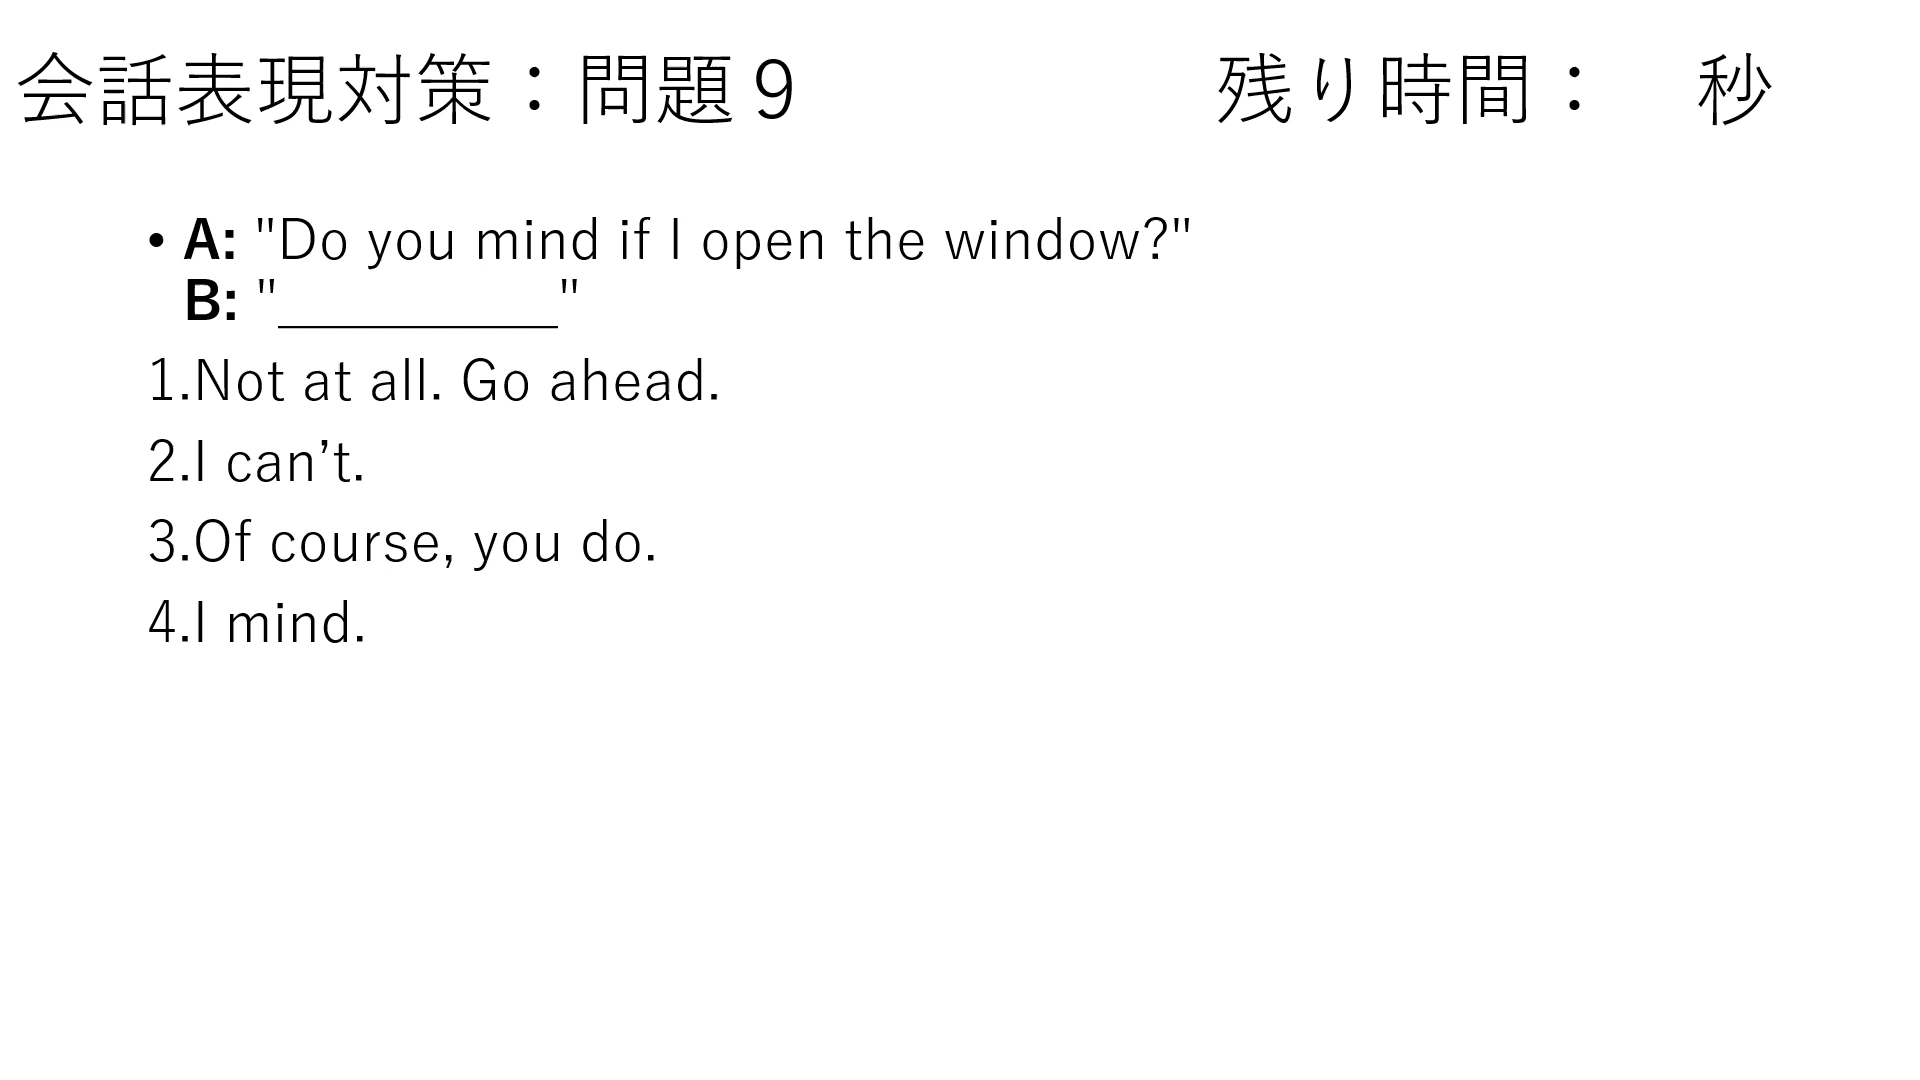 会話表現対策：問題９　　　　　残り時間：　秒
• A: "Do you mind if I open the window?"
B: "__________"
1.Not at all. Go ahead.
2.I can’t.
3.Of course, you do.
4.I mind.